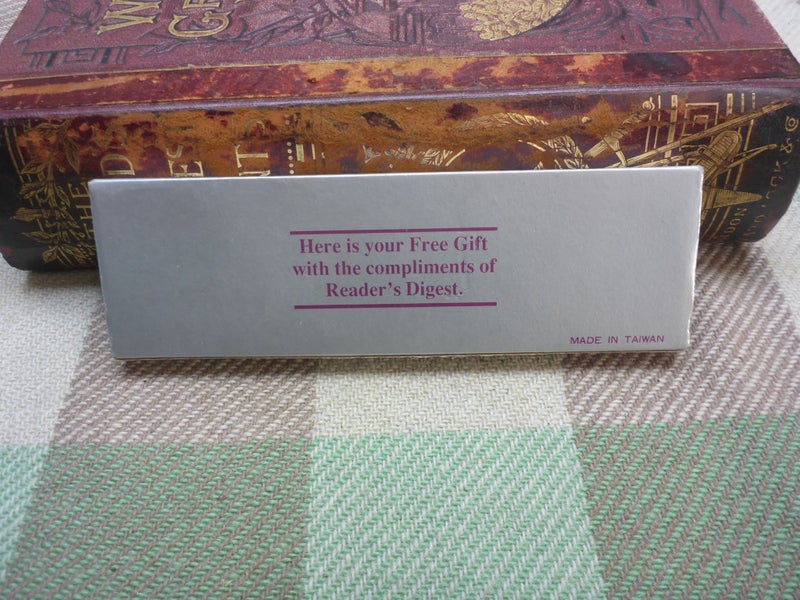 Here is your Free Gift
with the compliments of
Reader's Digest.
MADE IN TAIWAN